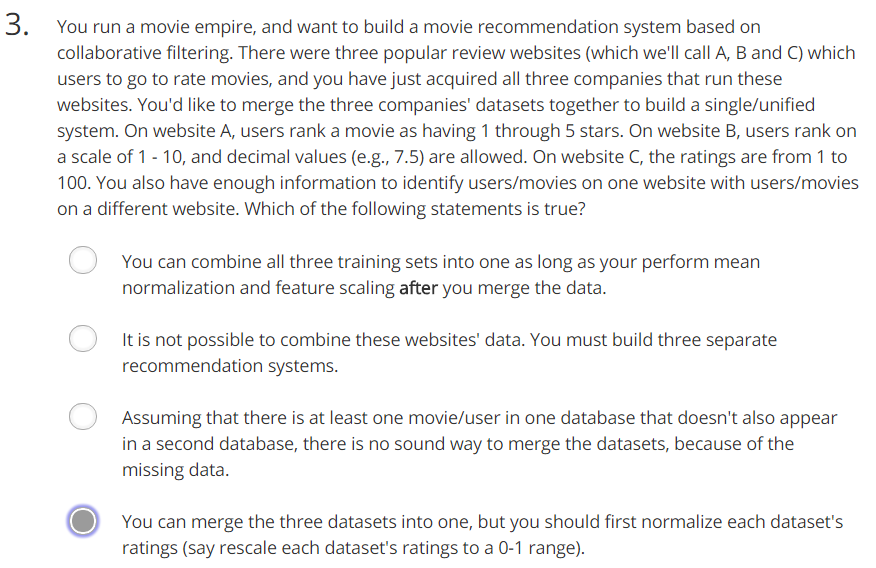 3. You run a movie empire, and want to build a movie recommendation system based on
collaborative filtering. There were three popular review websites (which we'll call A, B and C) which
users to go to rate movies, and you have just acquired all three companies that run these
websites. You'd like to merge the three companies' datasets together to build a single/unified
system. On website A, users rank a movie as having 1 through 5 stars. On website B, users rank on
a scale of 1 - 10, and decimal values (e.g., 7.5) are allowed. On website C, the ratings are from 1 to
100. You also have enough information to identify users/movies on one website with users/movies
on a different website. Which of the following statements is true?
You can combine all three training sets into one as long as your perform mean
normalization and feature scaling after you merge the data.
It is not possible to combine these websites' data. You must build three separate
recommendation systems.
Assuming that there is at least one movie/user in one database that doesn't also appear
in a second database, there is no sound way to merge the datasets, because of the
missing data.
You can merge the three datasets into one, but you should first normalize each dataset's
ratings (say rescale each dataset's ratings to a 0-1 range).